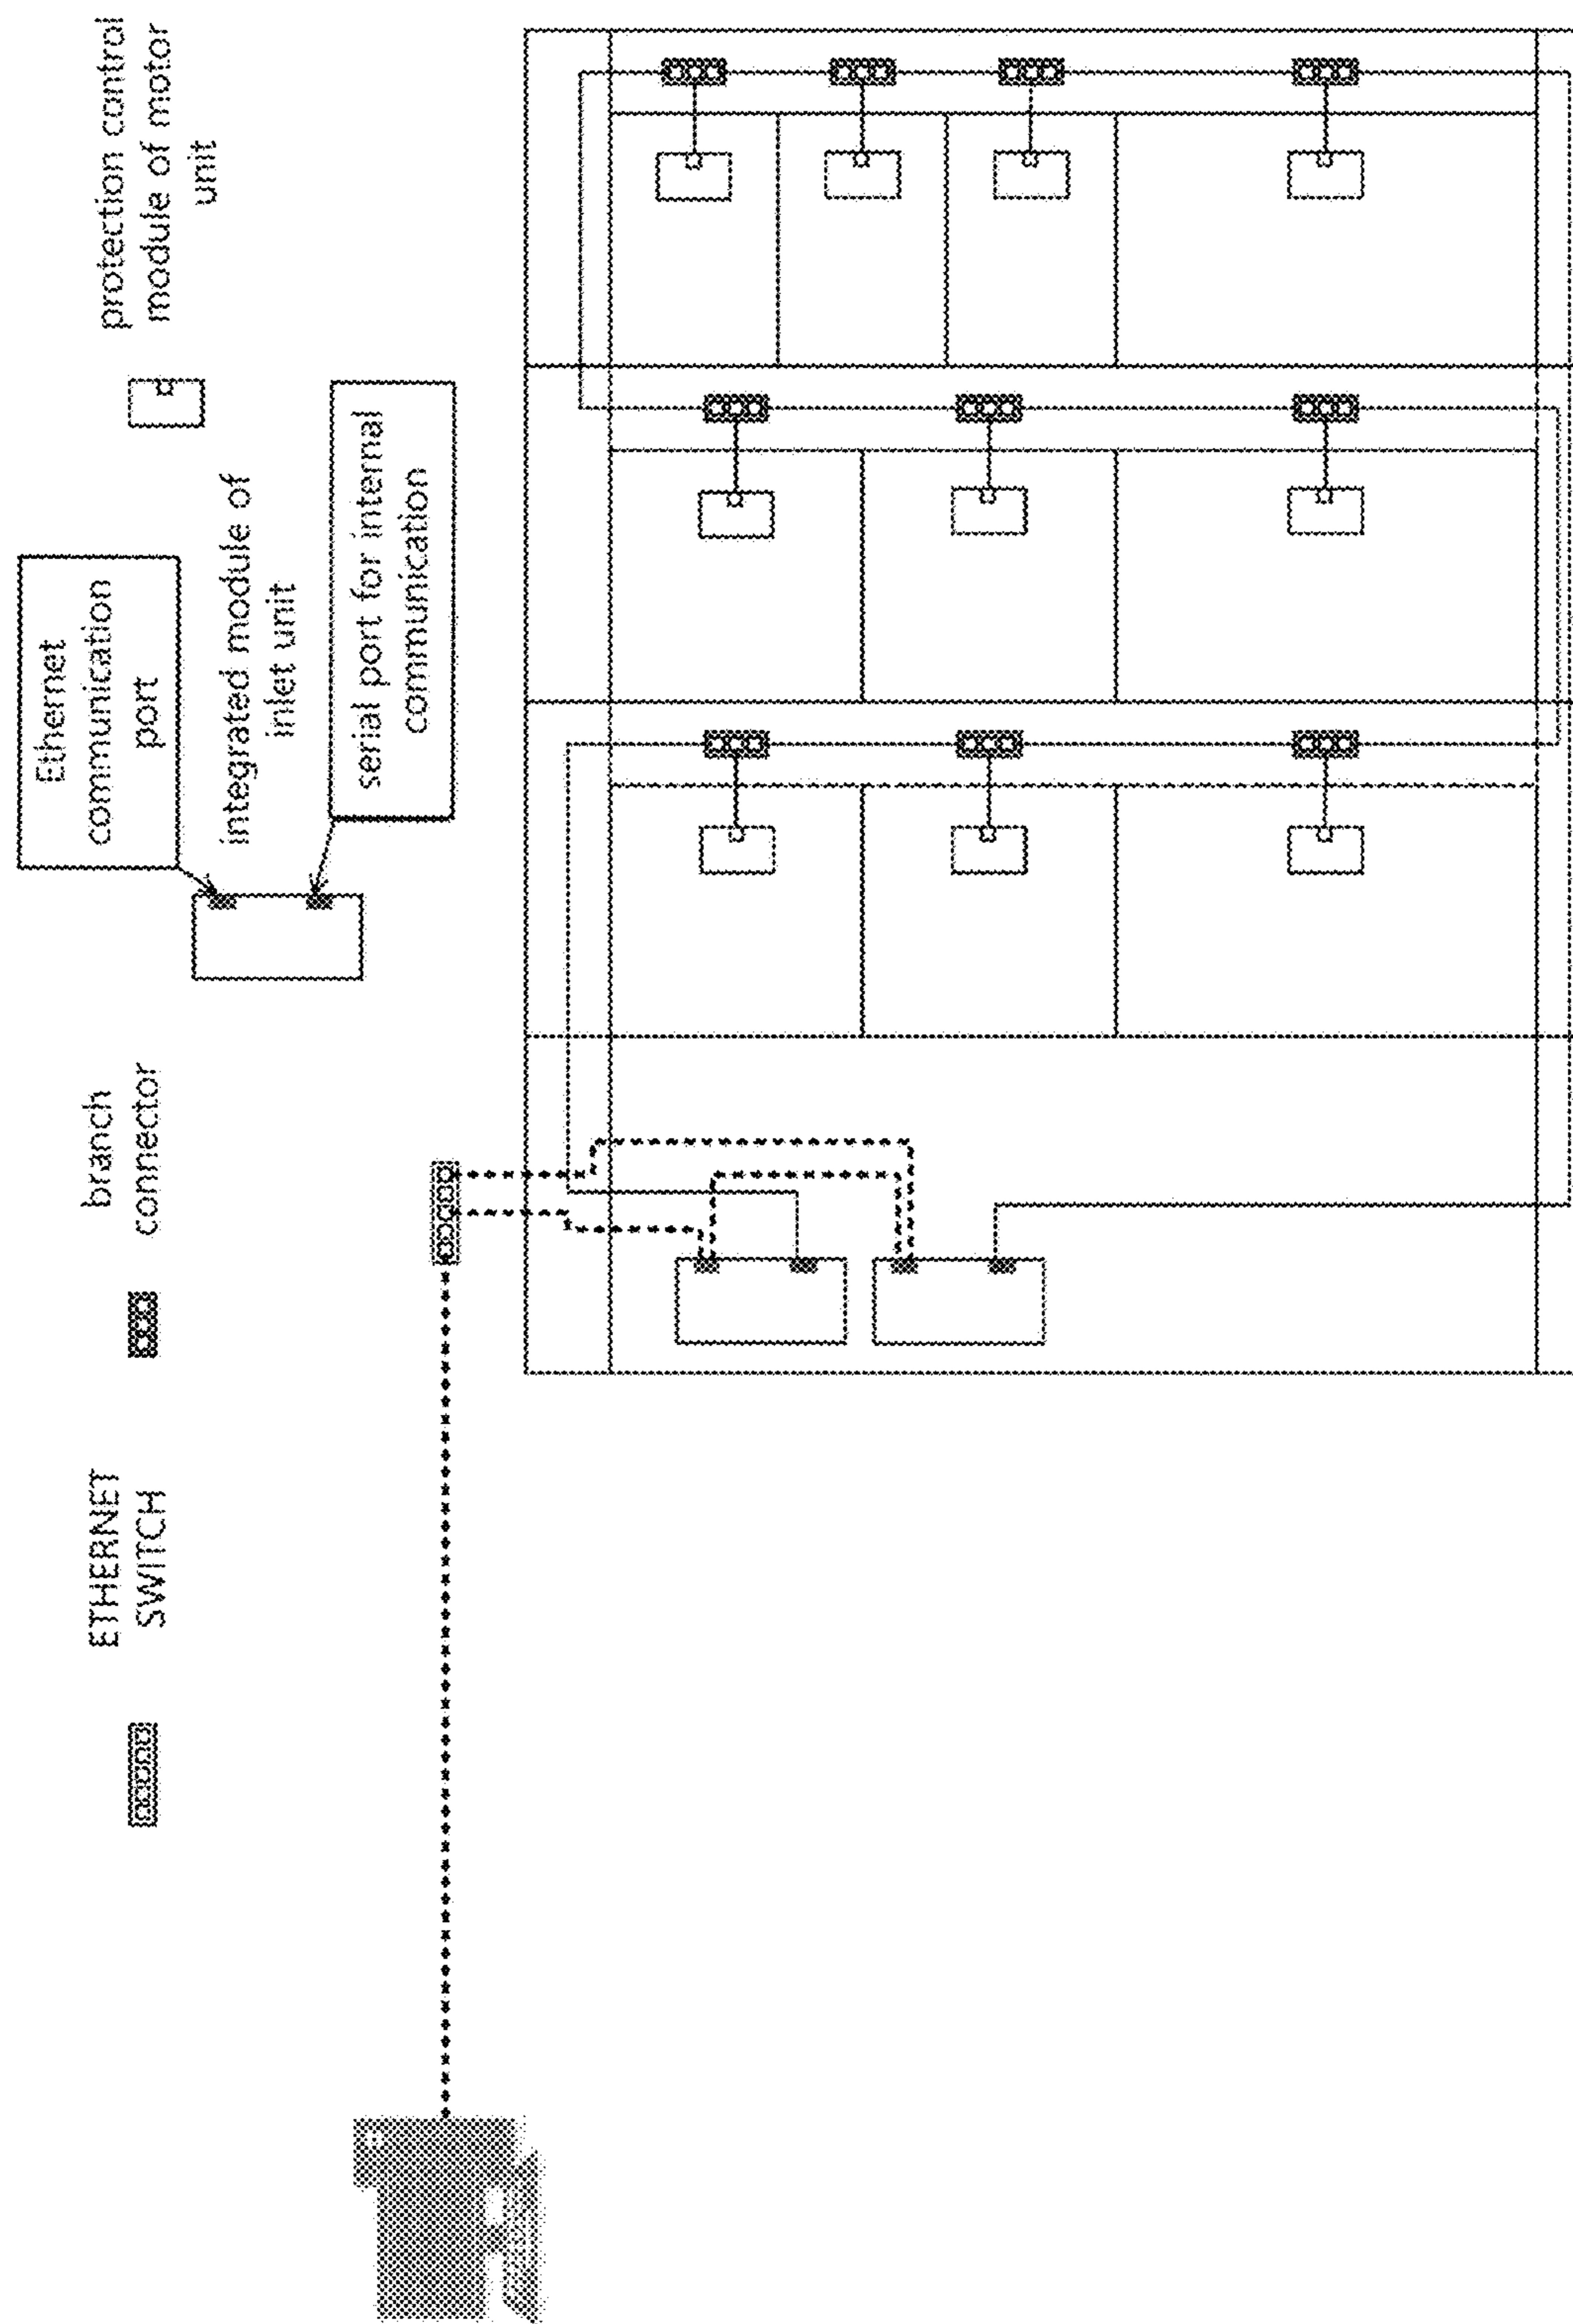 ETHERNET
SWITCH
branch
connector
Ethernet
communication
port
integrated module of
inlet unit
serial port for internal
communication
protection control
module of motor
unit